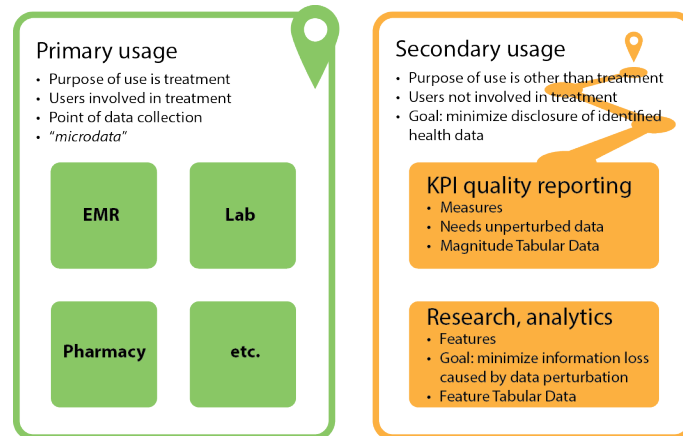 Primary usage
• Purpose of use is treatment
• Users involved in treatment
• Point of data collection
• “microdata”
EMR
Lab
Pharmacy
etc.
Secondary usage
• Purpose of use is other than treatment
• Users not involved in treatment
• Goal: minimize disclosure of identified
health data
KPI quality reporting
• Measures
• Needs unperturbed data
• Magnitude Tabular Data
Research, analytics
• Features
• Goal: minimize information loss
caused by data perturbation
• Feature Tabular Data